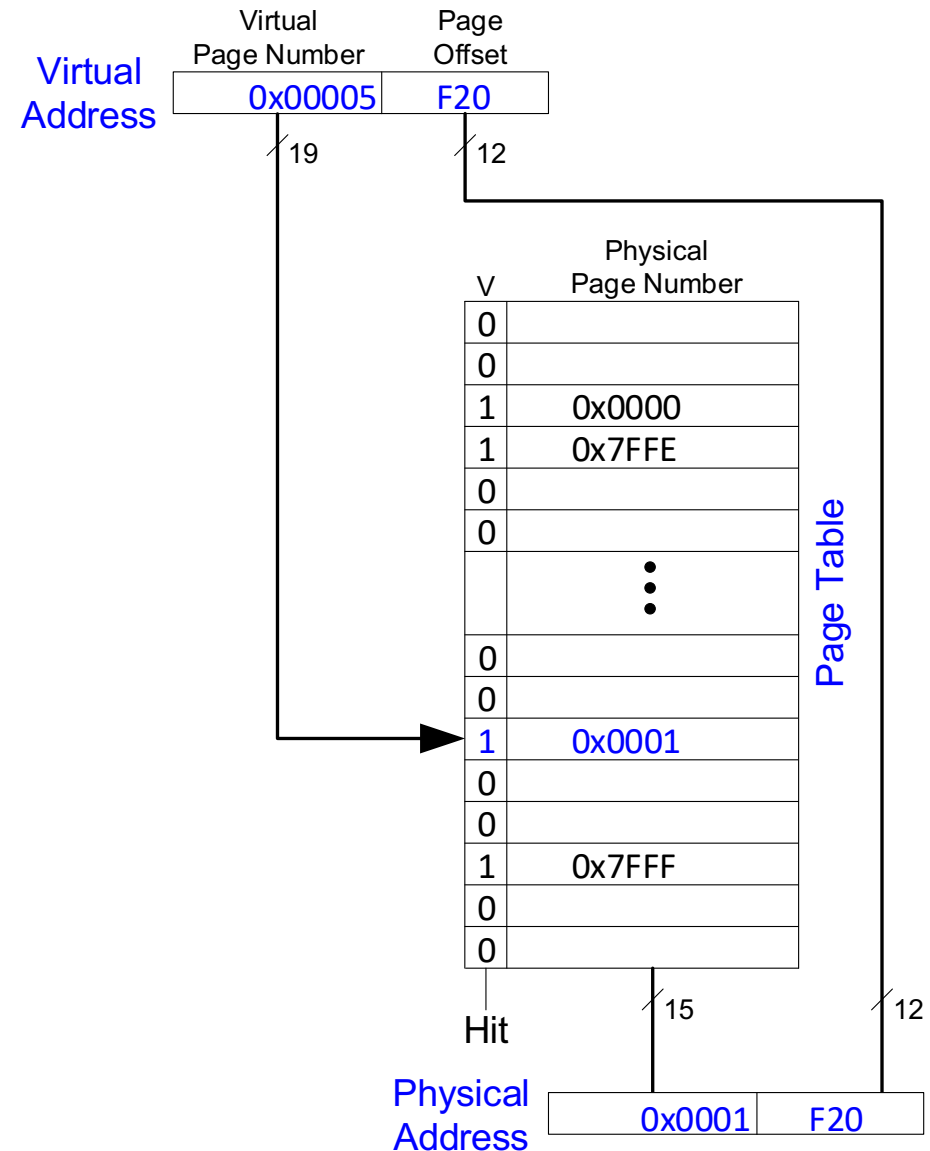 Virtual
Page Number
Page
Offset
Virtual
Address
0x00005
F20
19
12
Physical
Page Number
V
0
0
1 0x0000
1 0x7FFE
0
0
Page Table
0
0
1 0x0001
0
0
1 0x7FFF
0
0
15
12
Hit
Physical
Address
0x0001
F20